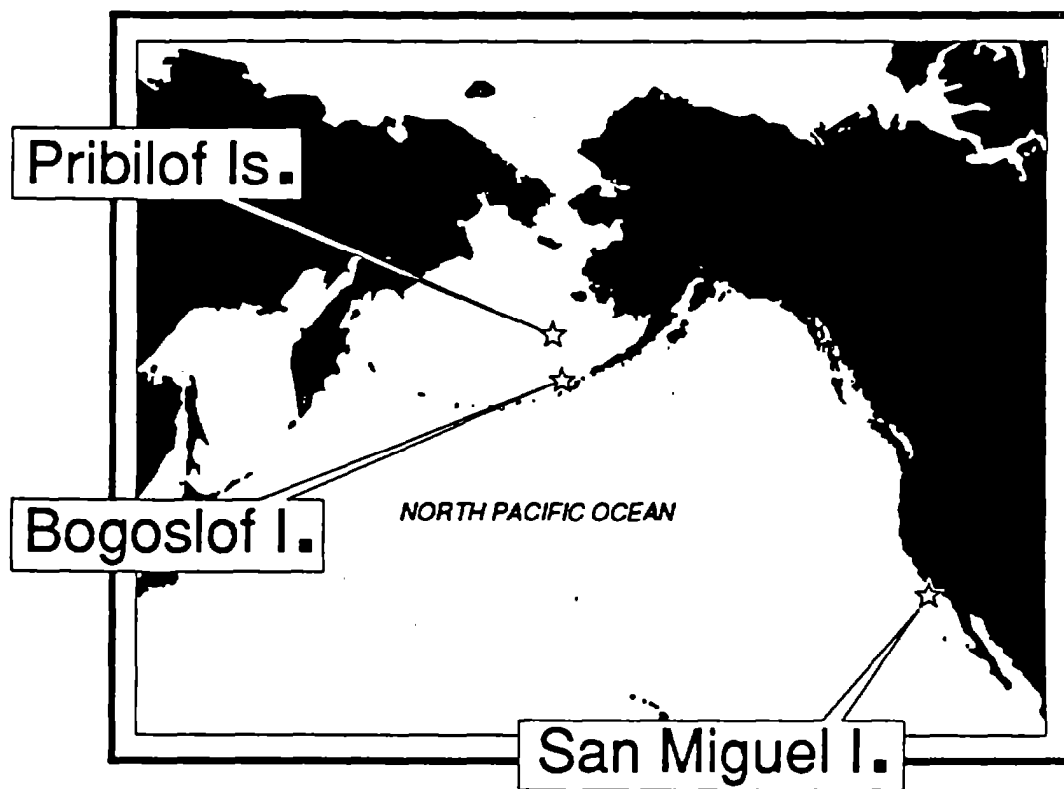 Pribilof Is.
Bogoslof I.
NORTH PACIFIC OCEAN
San Miguel I.